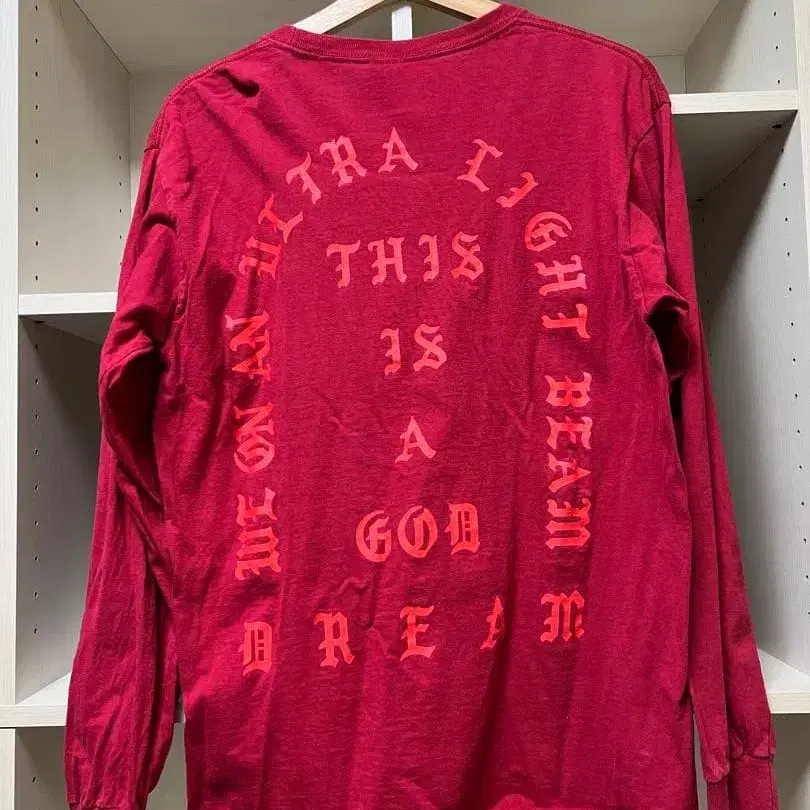 WE ON AN ULTRA LIGHT BEAM
THIS
IS
A
GOD
DREAM